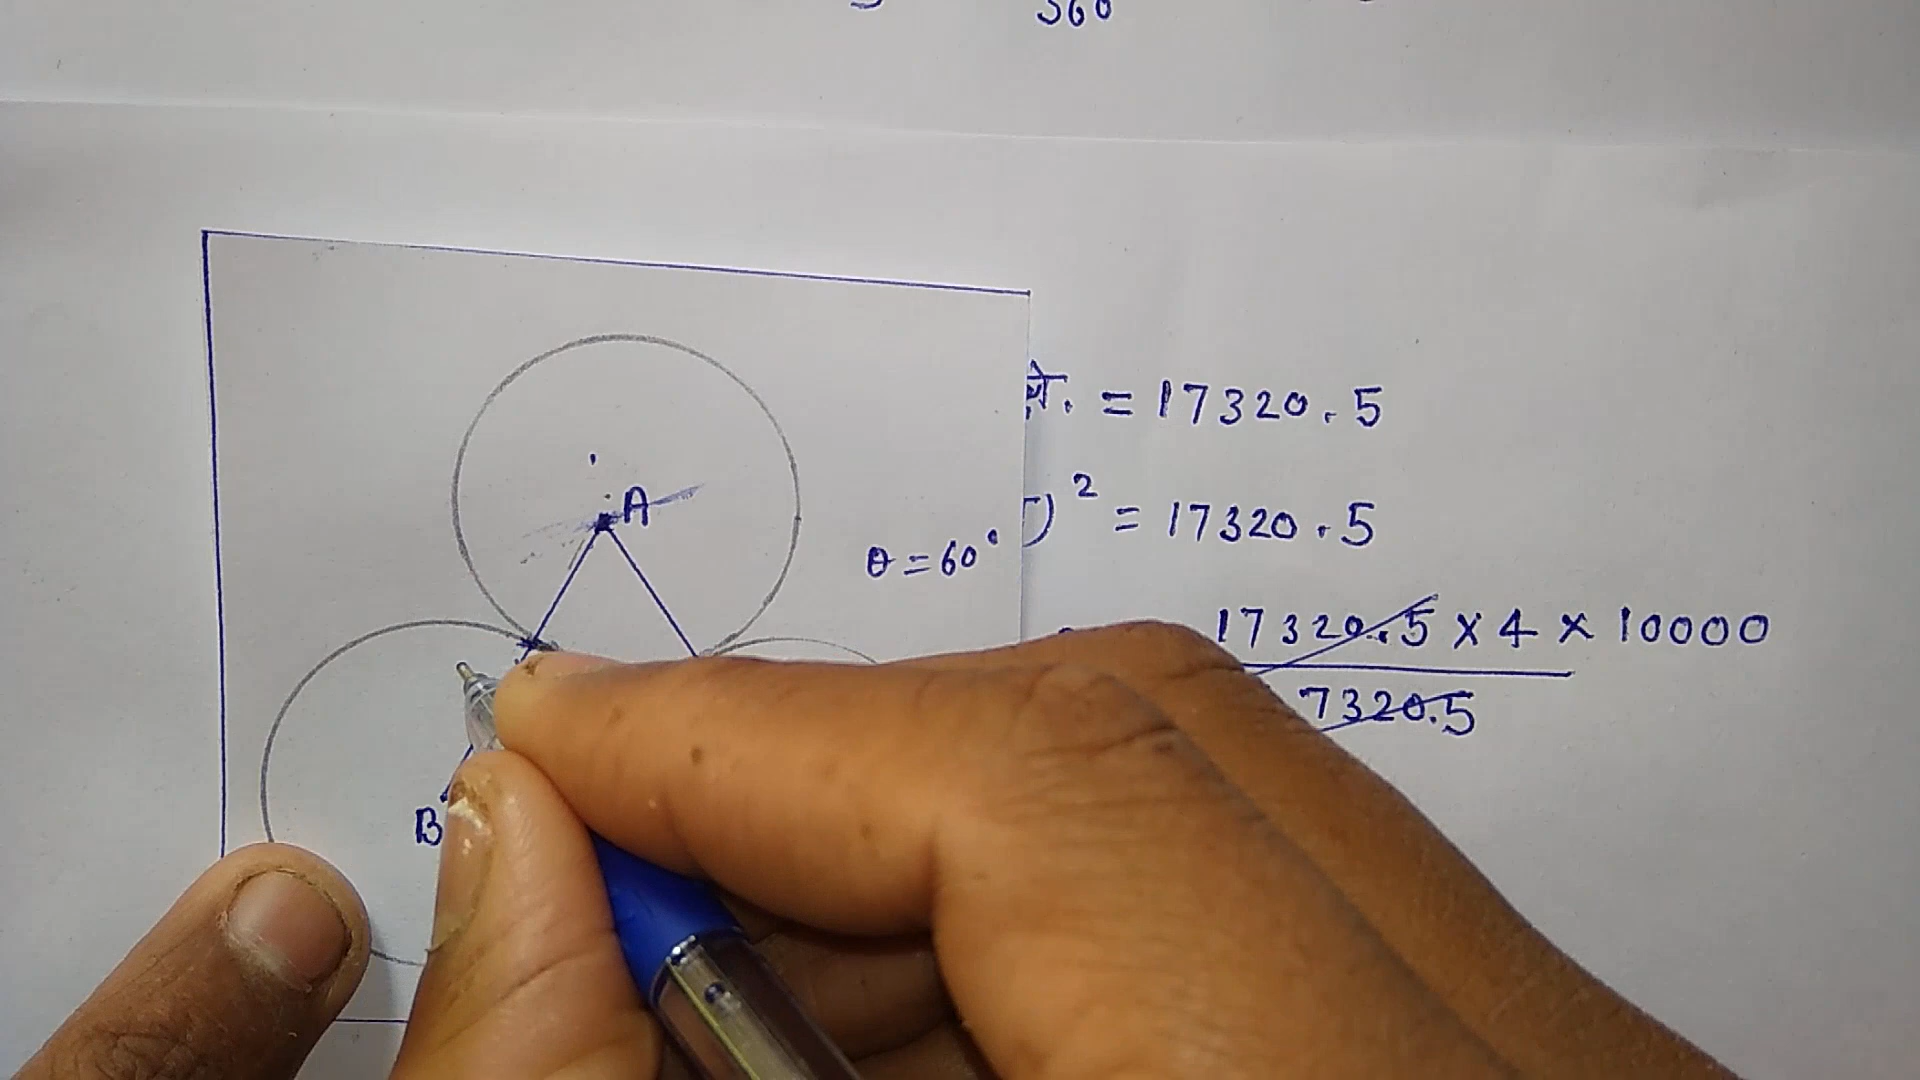 360
A
θ = 60°
B
क्षे. = 17320.5
)² = 17320.5
17320.5 × 4 × 10000
7320.5